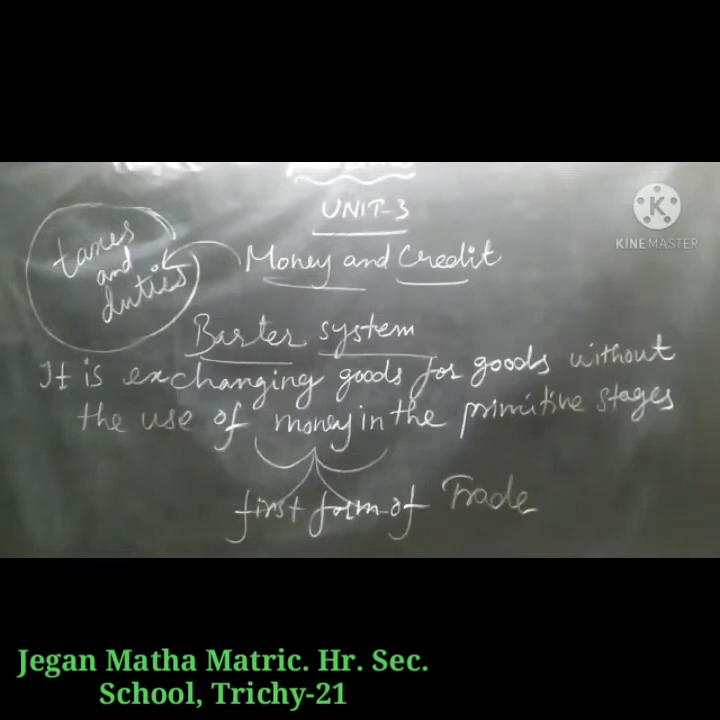 UNIT-3
Money and Credit
taxes
and
duties
Barter system
It is exchanging goods for goods without
the use of money in the primitive stages
first form of Trade
KINEMASTER
Jegan Matha Matric. Hr. Sec.
School, Trichy-21